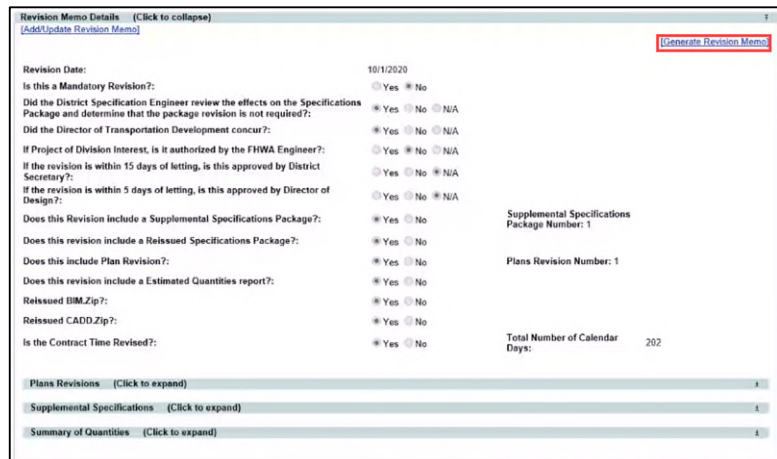 Revision Memo Details (Click to collapse)
[Add/Update Revision Memo]
[Generate Revision Memo]
Revision Date: 10/1/2020
Is this a Mandatory Revision?: Yes No
Did the District Specification Engineer review the effects on the Specifications
Package and determine that the package revision is not required?: Yes No N/A
Did the Director of Transportation Development concur?: Yes No N/A
If Project of Division Interest, is it authorized by the FHWA Engineer?: Yes No N/A
If the revision is within 15 days of letting, is this approved by District
Secretary?: Yes No N/A
If the revision is within 5 days of letting, is this approved by Director of
Design?: Yes No N/A
Does this Revision include a Supplemental Specifications Package?: Yes No Supplemental Specifications
Package Number: 1
Does this revision include a Reissued Specifications Package?: Yes No
Does this include Plan Revision?: Yes No Plans Revision Number: 1
Does this revision include a Estimated Quantities report?: Yes No
Reissued BIM.Zip?: Yes No
Reissued CADD.Zip?: Yes No
Is the Contract Time Revised?: Yes No Total Number of Calendar
Days: 202
Plans Revisions (Click to expand)
Supplemental Specifications (Click to expand)
Summary of Quantities (Click to expand)